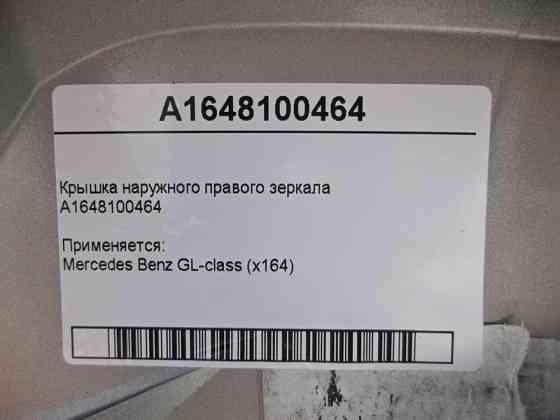 A1648100464
Крышка наружного правого зеркала
A1648100464
Применяется:
Mercedes Benz GL-class (x164)